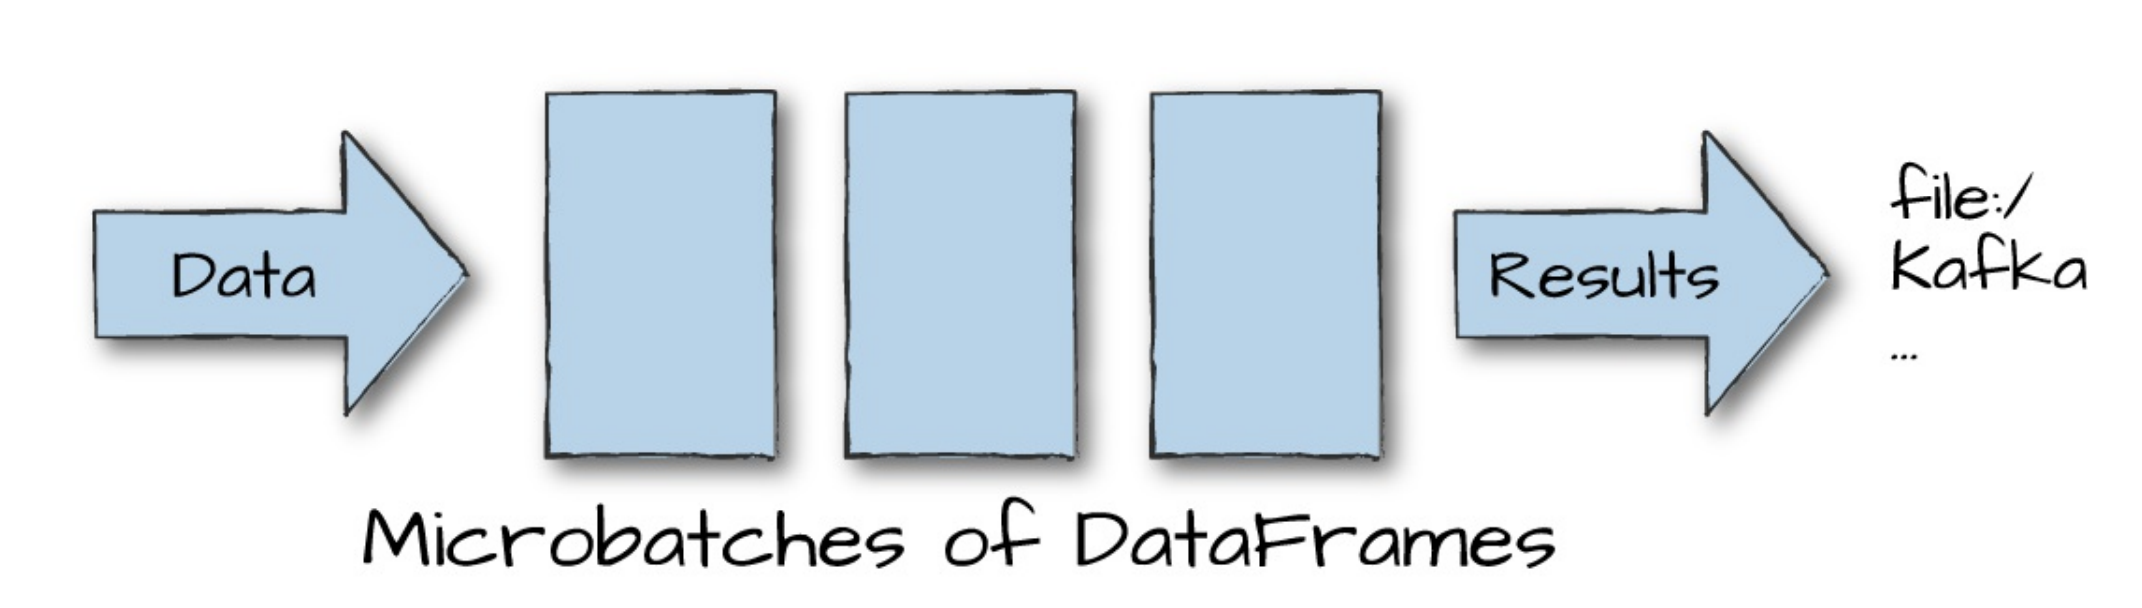 Data
Results
file:/
Kafka
...
Microbatches of DataFrames